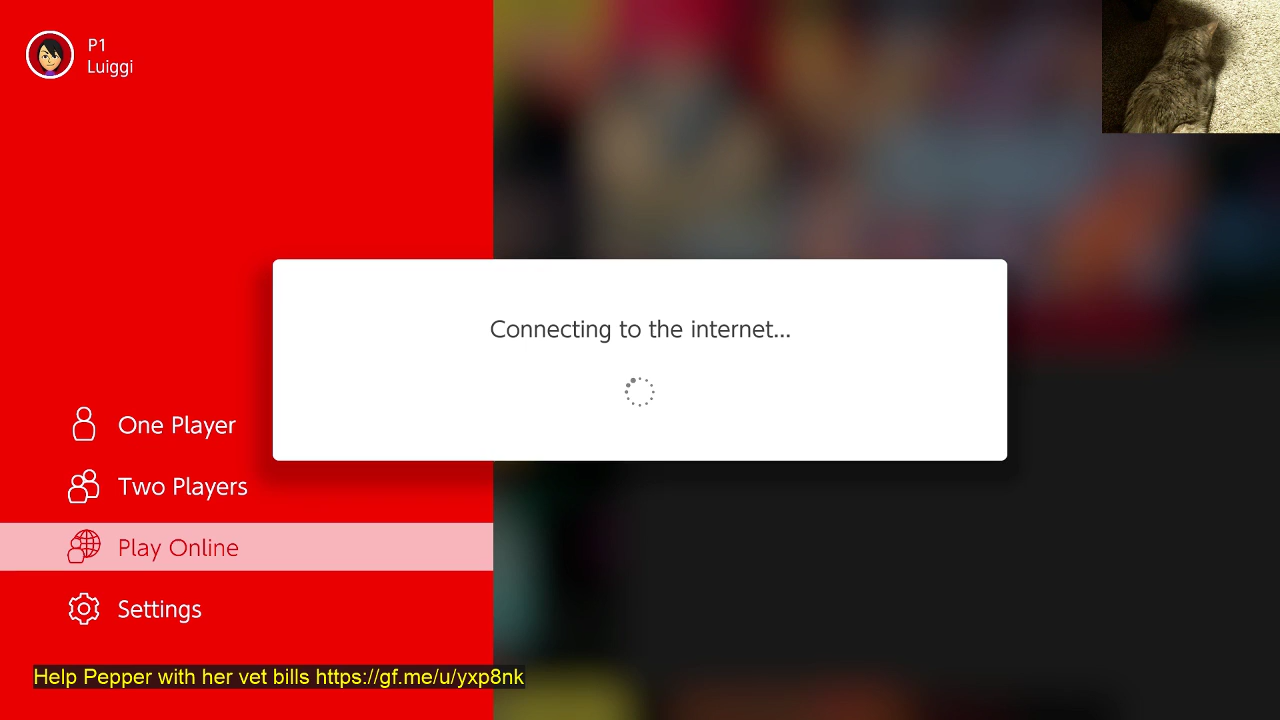 P1
Luiggi
Connecting to the internet...
One Player
Two Players
Play Online
Settings
Help Pepper with her vet bills https://gf.me/u/yxp8nk